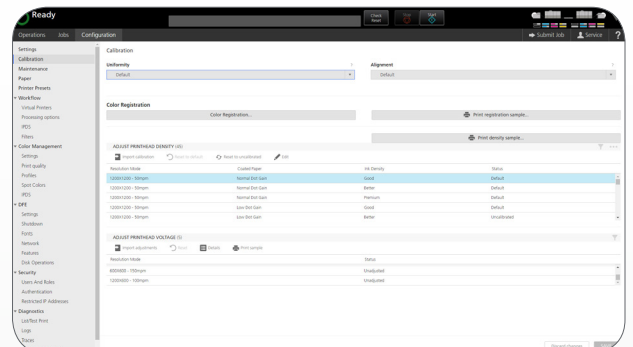 Ready
Check Reset
Stop
Start
Operations Jobs Configuration
Submit Job Service ?
Settings
Calibration
Maintenance
Paper
Printer Presets
Workflow
Virtual Printers
Processing options
IPDS
Filters
Color Management
Settings
Print quality
Profiles
Spot Colors
IPDS
DFE
Settings
Shutdown
Fonts
Network
Features
Disk Operations
Security
Users And Roles
Authentication
Restricted IP Addresses
Diagnostics
List/Test Print
Logs
Traces
Calibration
Uniformity
Default
Alignment
Default
Color Registration
Color Registration...
Print registration sample...
Print density sample...
ADJUST PRINTHEAD DENSITY
Import calibration Reset to default Reset to uncalibrated Edit
Resolution Mode Coated Paper Ink Density Status
1200X1200 - 50mpm Normal Dot Gain Good Default
1200X1200 - 50mpm Normal Dot Gain Better Default
1200X1200 - 50mpm Normal Dot Gain Premium Default
1200X1200 - 50mpm Low Dot Gain Good Default
1200X1200 - 50mpm Low Dot Gain Better Uncalibrated
ADJUST PRINTHEAD VOLTAGE
Import adjustments Reset Details Print sample
Resolution Mode Status
600X600 - 150mpm Unadjusted
1200X600 - 100mpm Unadjusted
Discard changes